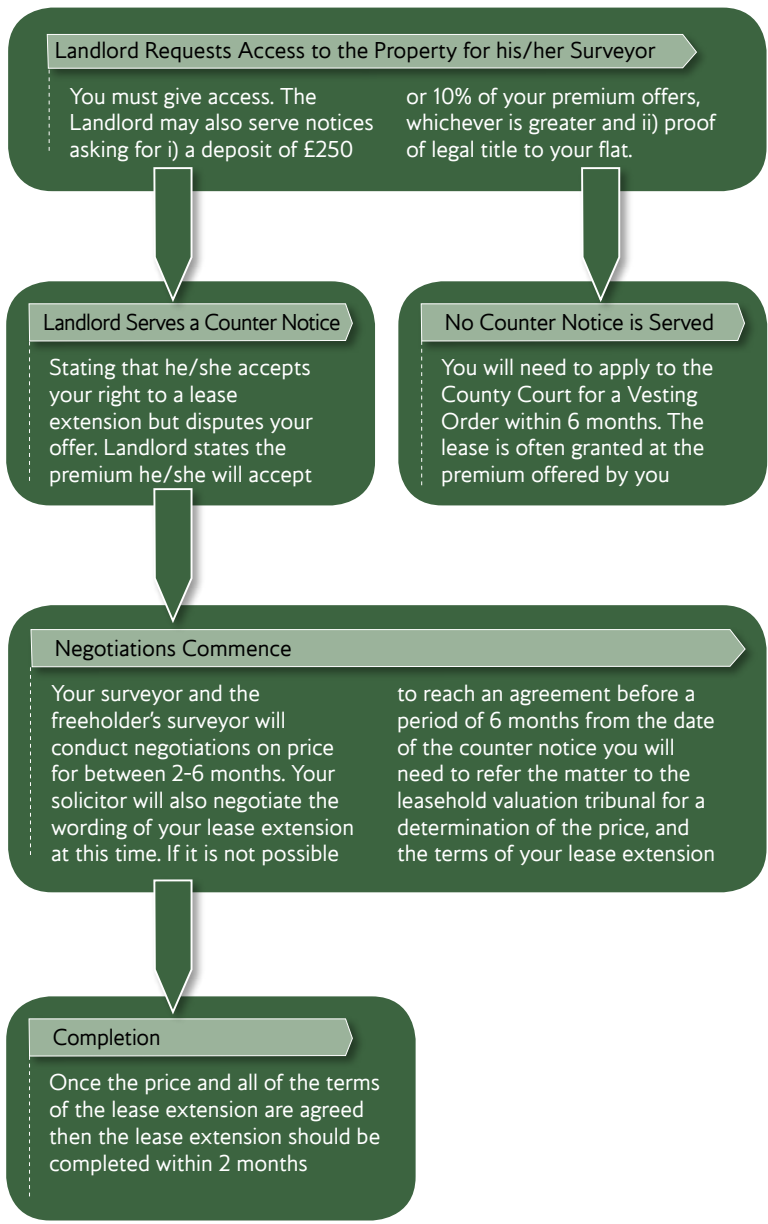 Landlord Requests Access to the Property for his/her Surveyor
You must give access. The
Landlord may also serve notices
asking for i) a deposit of £250
or 10% of your premium offers,
whichever is greater and ii) proof
of legal title to your flat.
Landlord Serves a Counter Notice
Stating that he/she accepts
your right to a lease
extension but disputes your
offer. Landlord states the
premium he/she will accept
No Counter Notice is Served
You will need to apply to the
County Court for a Vesting
Order within 6 months. The
lease is often granted at the
premium offered by you
Negotiations Commence
Your surveyor and the
freeholder's surveyor will
conduct negotiations on price
for between 2-6 months. Your
solicitor will also negotiate the
wording of your lease extension
at this time. If it is not possible
to reach an agreement before a
period of 6 months from the date
of the counter notice you will
need to refer the matter to the
leasehold valuation tribunal for a
determination of the price, and
the terms of your lease extension
Completion
Once the price and all of the terms
of the lease extension are agreed
then the lease extension should be
completed within 2 months